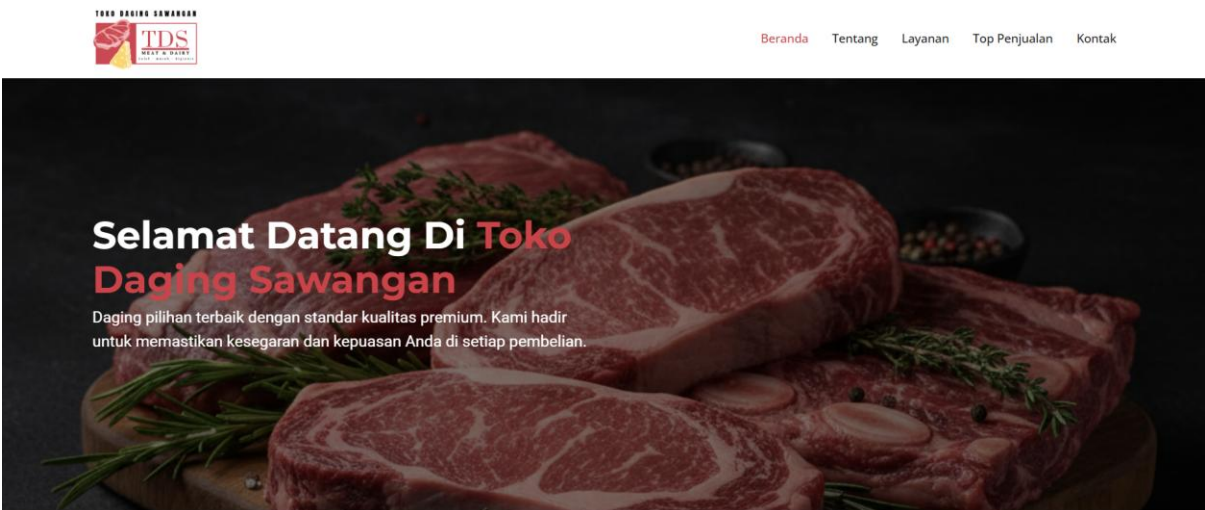 TOKO DAGING SAWANGAN
TDS
MEAT & DAIRY
Beranda
Tentang
Layanan
Top Penjualan
Kontak
Selamat Datang Di Toko
Daging Sawangan
Daging pilihan terbaik dengan standar kualitas premium. Kami hadir
untuk memastikan kesegaran dan kepuasan Anda di setiap pembelian.